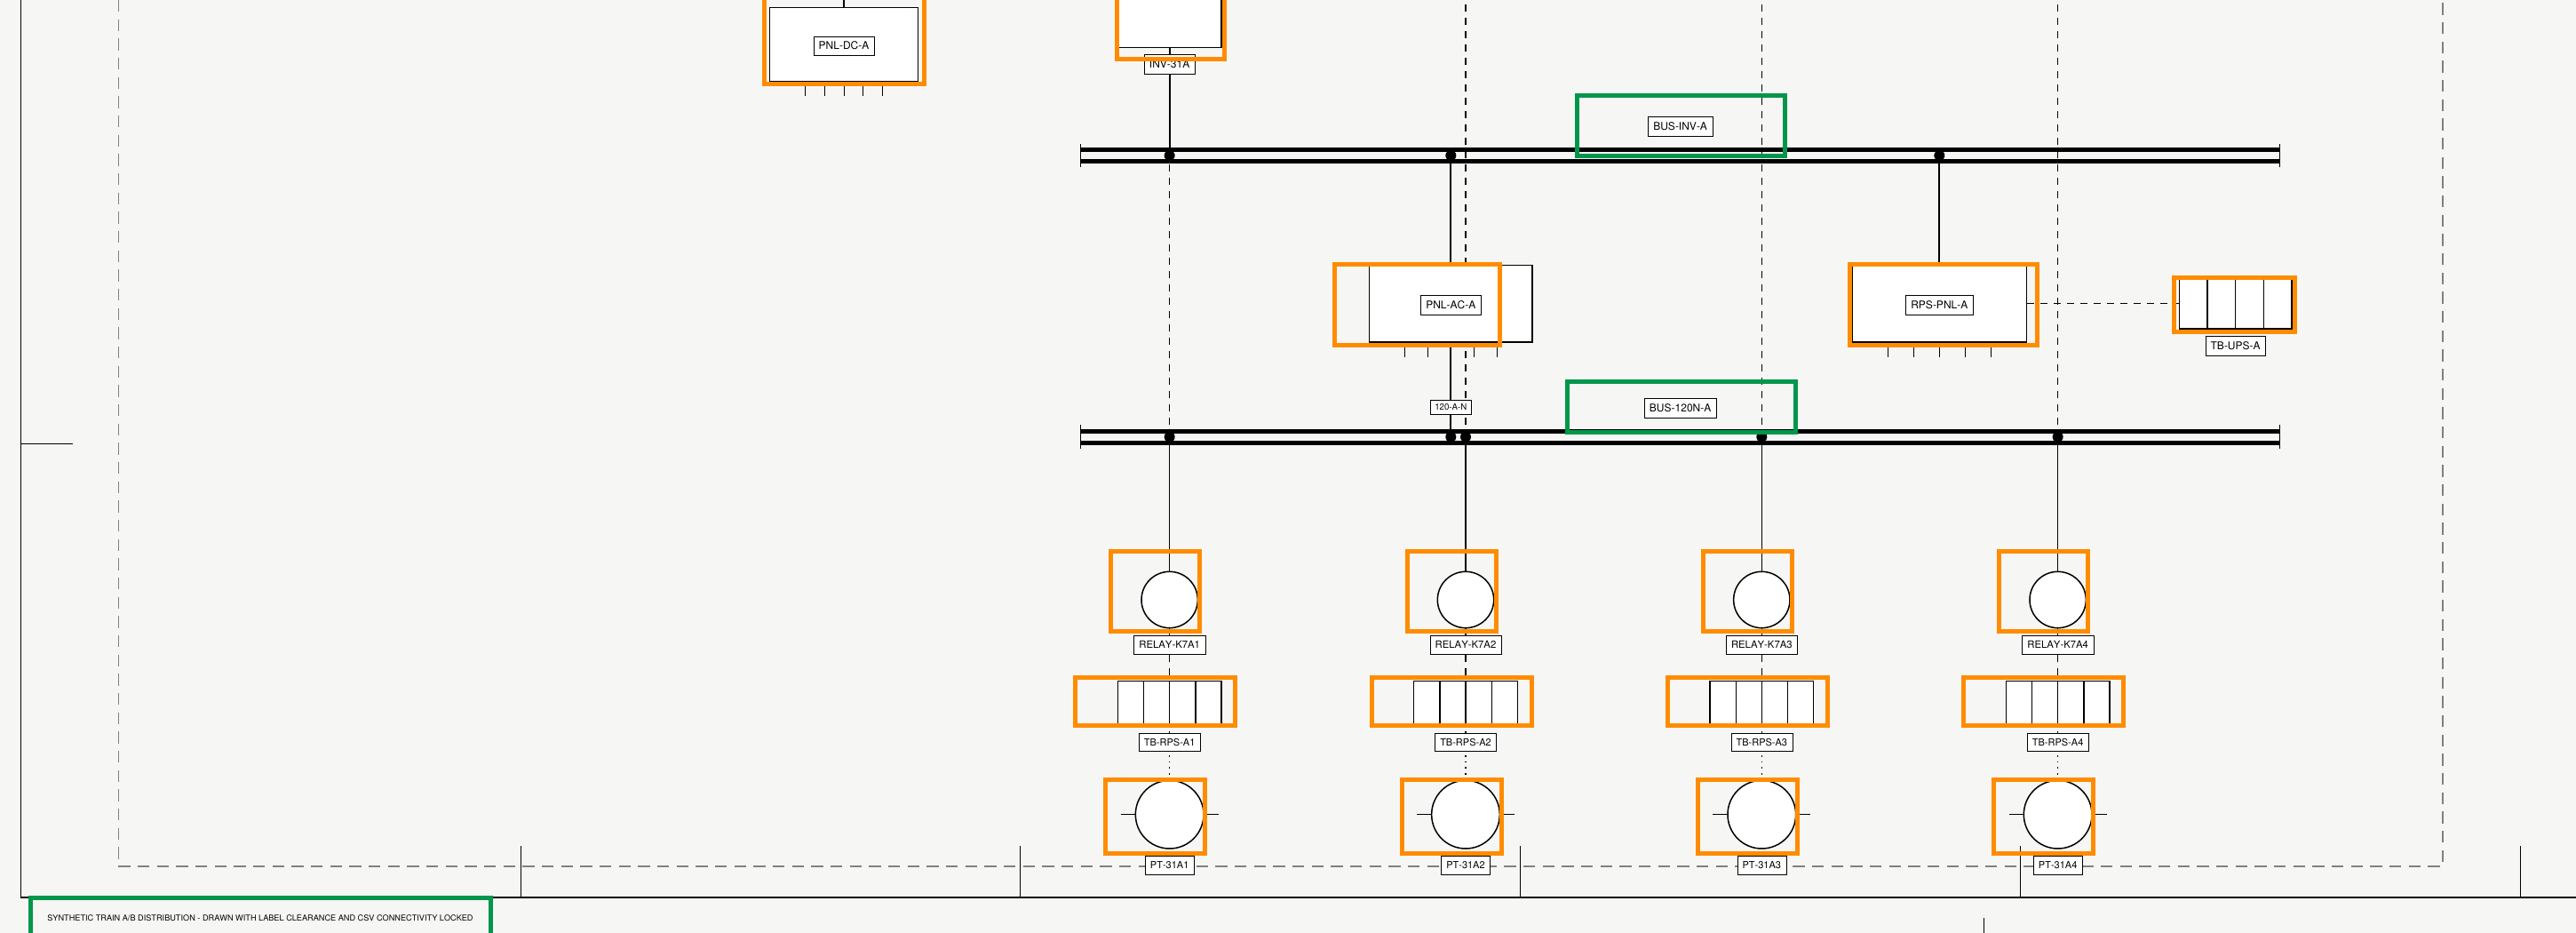 PNL-DC-A
INV-31A
BUS-INV-A
PNL-AC-A
RPS-PNL-A
TB-UPS-A
120-A-N
BUS-120N-A
RELAY-K7A1
RELAY-K7A2
RELAY-K7A3
RELAY-K7A4
TB-RPS-A1
TB-RPS-A2
TB-RPS-A3
TB-RPS-A4
PT-31A1
PT-31A2
PT-31A3
PT-31A4
SYNTHETIC TRAIN A/B DISTRIBUTION - DRAWN WITH LABEL CLEARANCE AND CSV CONNECTIVITY LOCKED